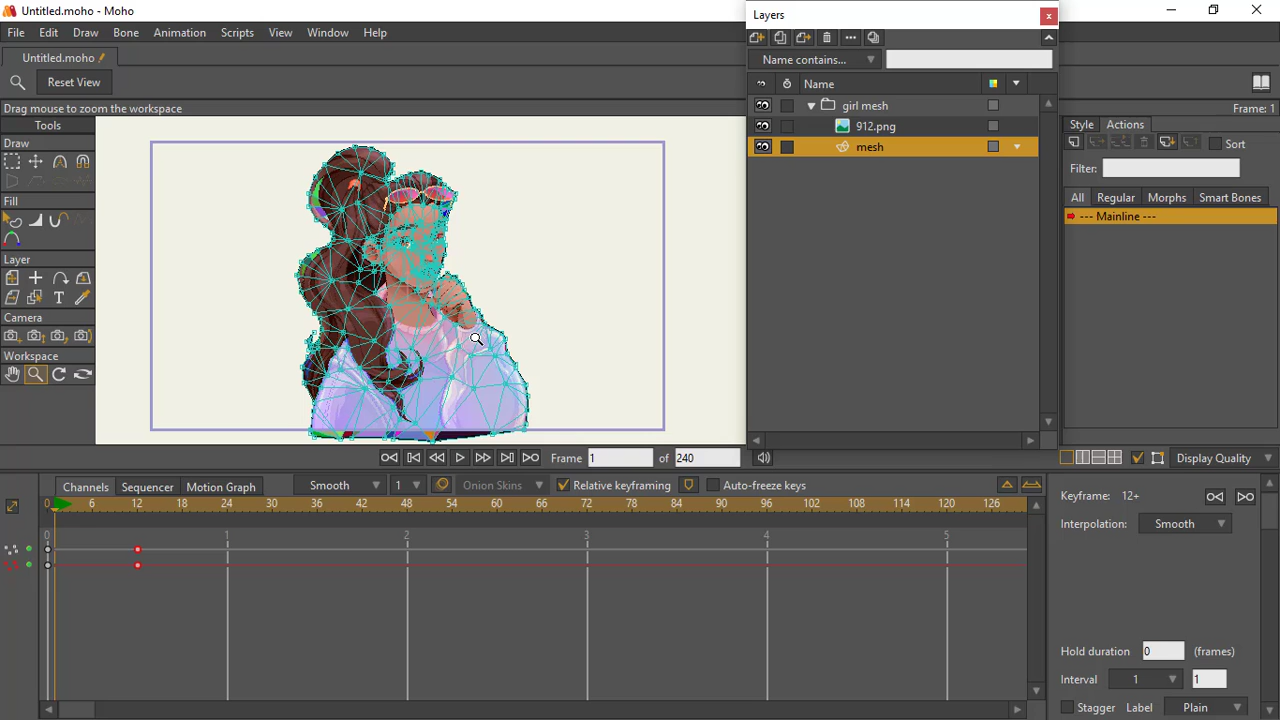 Untitled.moho - Moho
File Edit Draw Bone Animation Scripts View Window Help
Untitled.moho
Reset View
Drag mouse to zoom the workspace
Frame: 1
Tools
Draw
Fill
Layer
T
Camera
Workspace
Layers
x
Name contains...
Name
girl mesh
912.png
mesh
Style Actions
Sort
Filter:
All Regular Morphs Smart Bones
--- Mainline ---
Frame 1 of 240
Display Quality
Channels Sequencer Motion Graph Smooth 1 Onion Skins Relative keyframing Auto-freeze keys
0 6 12 18 24 30 36 42 48 54 60 66 72 78 84 90 96 102 108 114 120 126
0 1 2 3 4 5
Keyframe: 12+
Interpolation: Smooth
Hold duration 0 (frames)
Interval 1 1
Stagger Label Plain